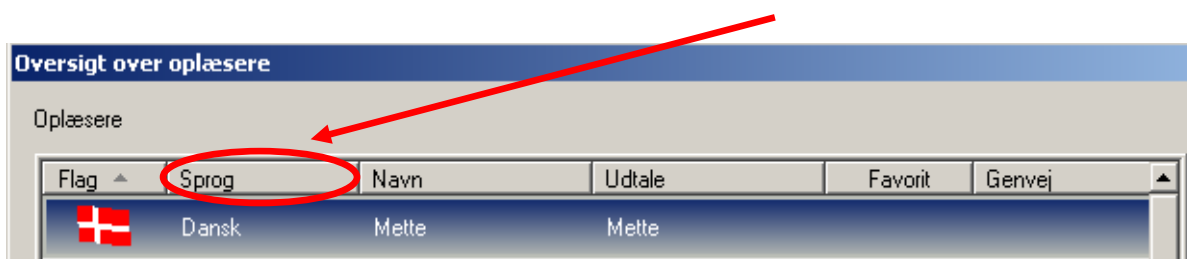 Oversigt over oplæsere
Oplæsere
Flag Sprog Navn Udtale Favorit Genvej
Dansk Mette Mette